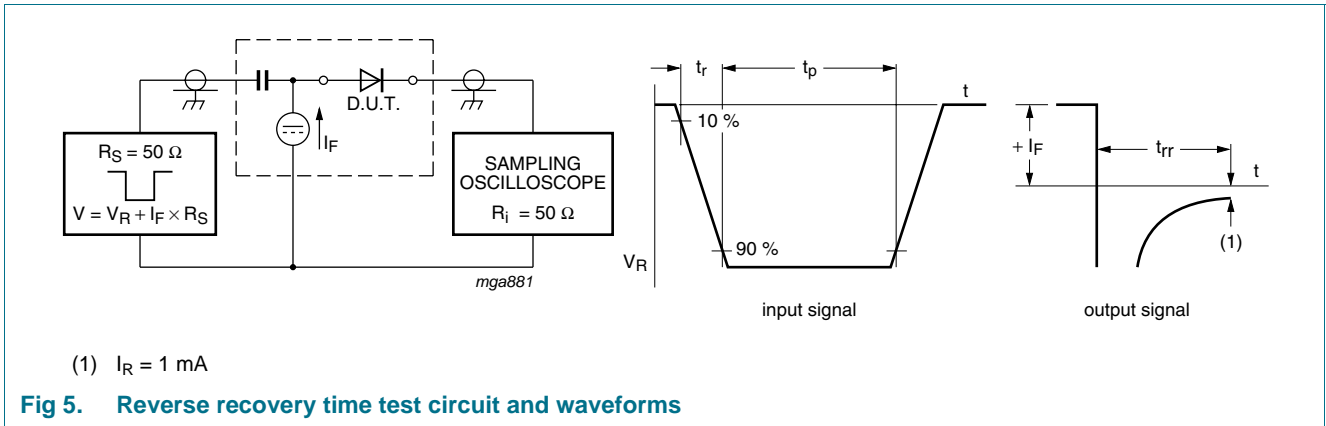 D.U.T.
I_F
R_S = 50 Ω
V = V_R + I_F × R_S
SAMPLING
OSCILLOSCOPE
R_i = 50 Ω
mga881
t_r
t_p
t
10 %
90 %
V_R
input signal
+ I_F
t_rr
t
(1)
output signal
(1) I_R = 1 mA
Fig 5. Reverse recovery time test circuit and waveforms